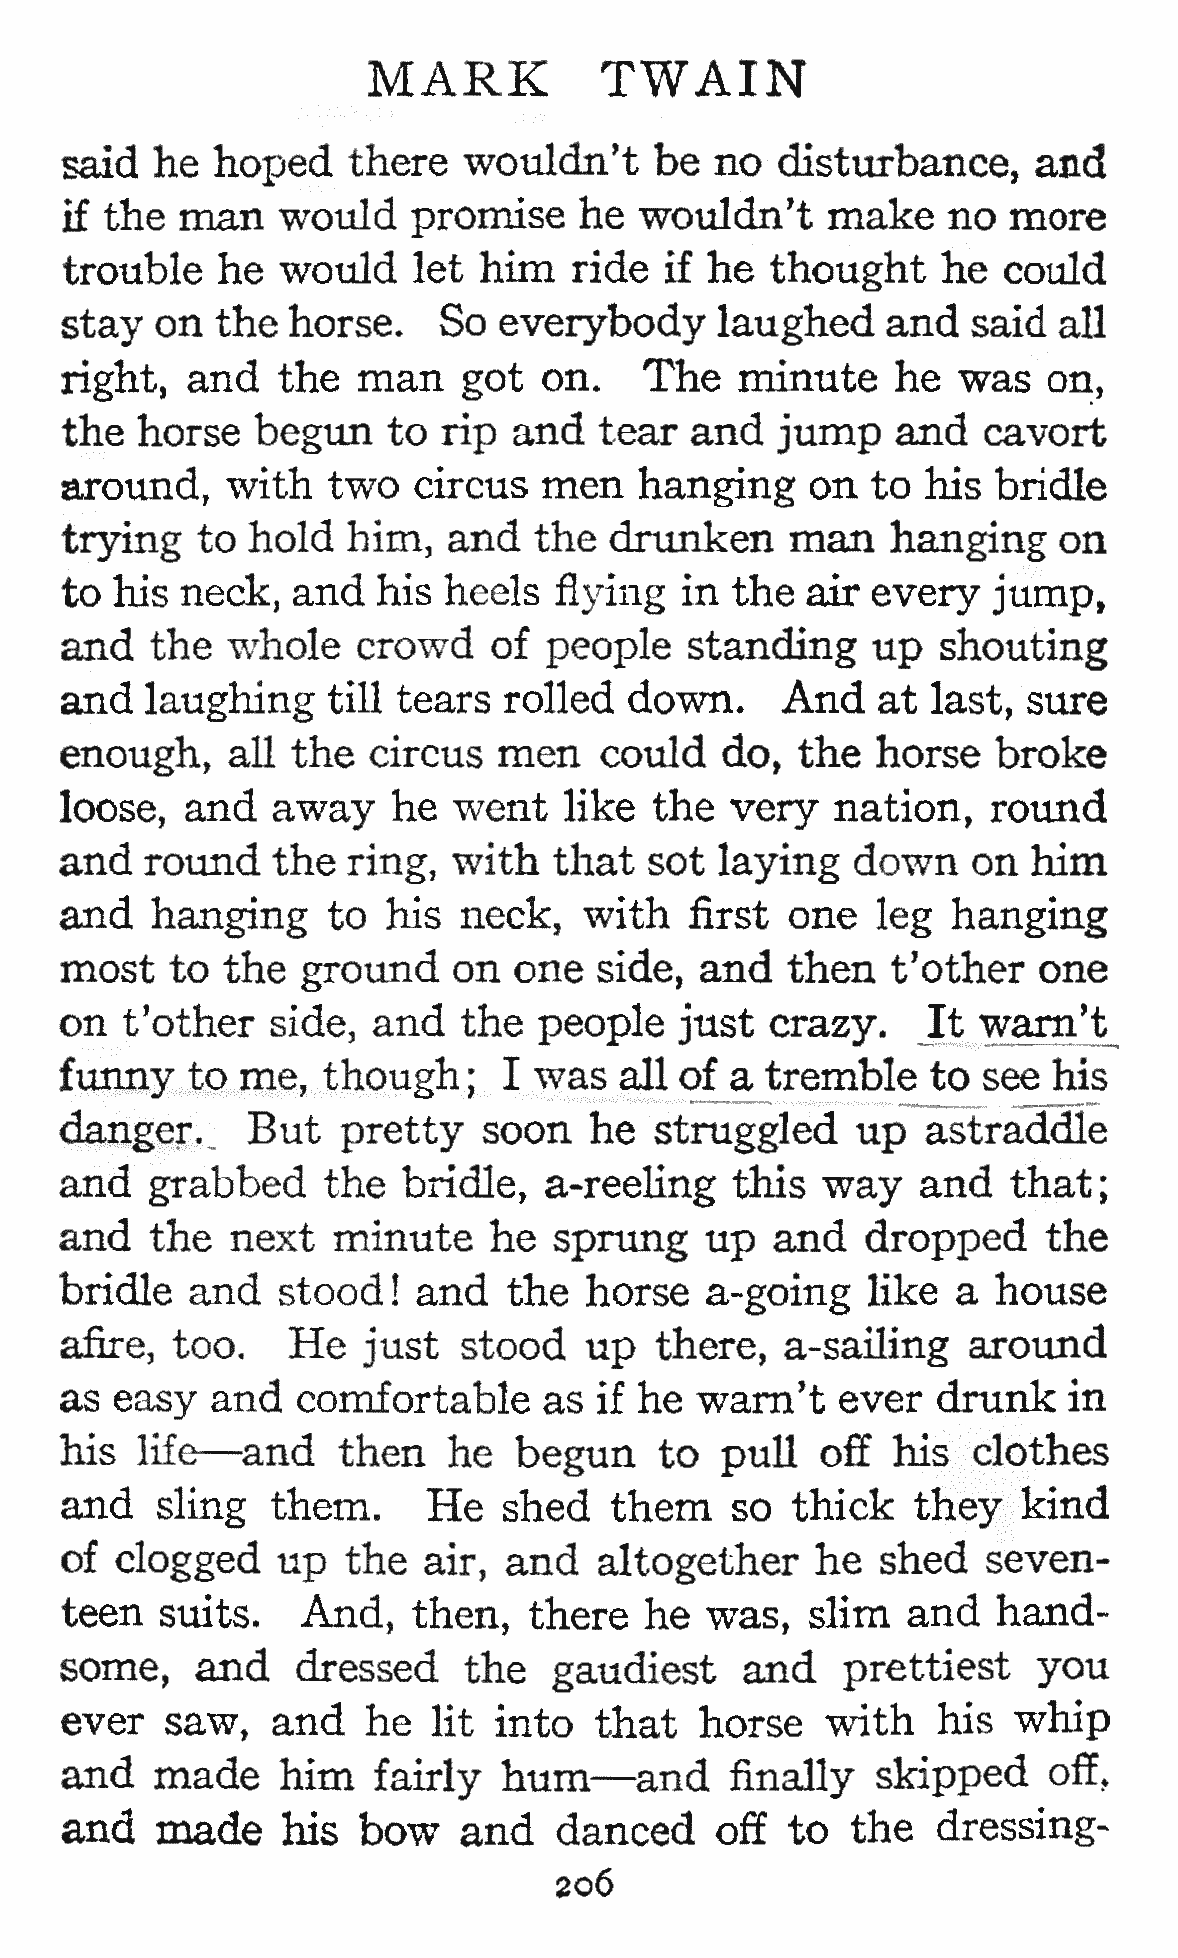 MARK TWAIN
said he hoped there wouldn't be no disturbance, and
if the man would promise he wouldn't make no more
trouble he would let him ride if he thought he could
stay on the horse. So everybody laughed and said all
right, and the man got on. The minute he was on,
the horse begun to rip and tear and jump and cavort
around, with two circus men hanging on to his bridle
trying to hold him, and the drunken man hanging on
to his neck, and his heels flying in the air every jump,
and the whole crowd of people standing up shouting
and laughing till tears rolled down. And at last, sure
enough, all the circus men could do, the horse broke
loose, and away he went like the very nation, round
and round the ring, with that sot laying down on him
and hanging to his neck, with first one leg hanging
most to the ground on one side, and then t'other one
on t'other side, and the people just crazy. It warn't
funny to me, though; I was all of a tremble to see his
danger. But pretty soon he struggled up astraddle
and grabbed the bridle, a-reeling this way and that;
and the next minute he sprung up and dropped the
bridle and stood! and the horse a-going like a house
afire, too. He just stood up there, a-sailing around
as easy and comfortable as if he warn't ever drunk in
his life—and then he begun to pull off his clothes
and sling them. He shed them so thick they kind
of clogged up the air, and altogether he shed seven-
teen suits. And, then, there he was, slim and hand-
some, and dressed the gaudiest and prettiest you
ever saw, and he lit into that horse with his whip
and made him fairly hum—and finally skipped off,
and made his bow and danced off to the dressing-
206